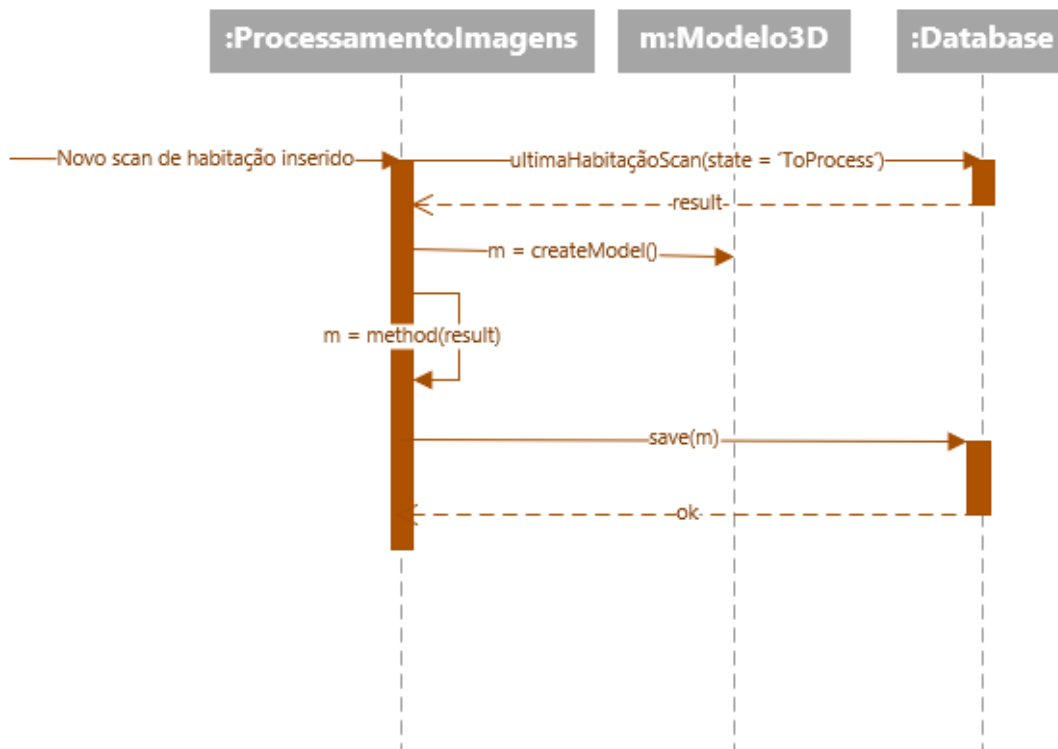 :ProcessamentoImagens
m:Modelo3D
:Database
Novo scan de habitação inserido
ultimaHabitaçãoScan(state = ‘ToProcess’)
result
m = createModel()
m = method(result)
save(m)
ok